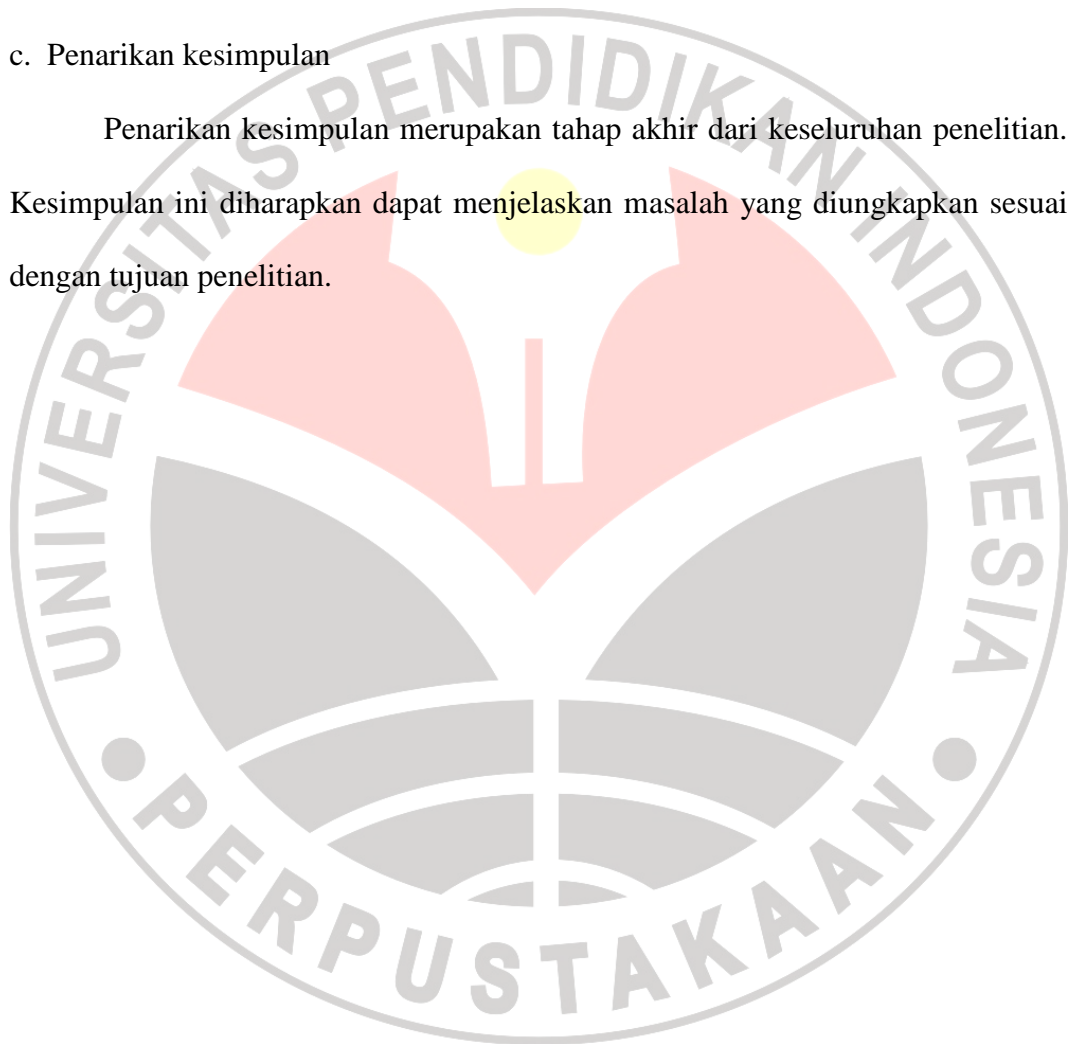 c. Penarikan kesimpulan
Penarikan kesimpulan merupakan tahap akhir dari keseluruhan penelitian.
Kesimpulan ini diharapkan dapat menjelaskan masalah yang diungkapkan sesuai
dengan tujuan penelitian.
UNIVERSITAS PENDIDIKAN INDONESIA
PERPUSTAKAAN